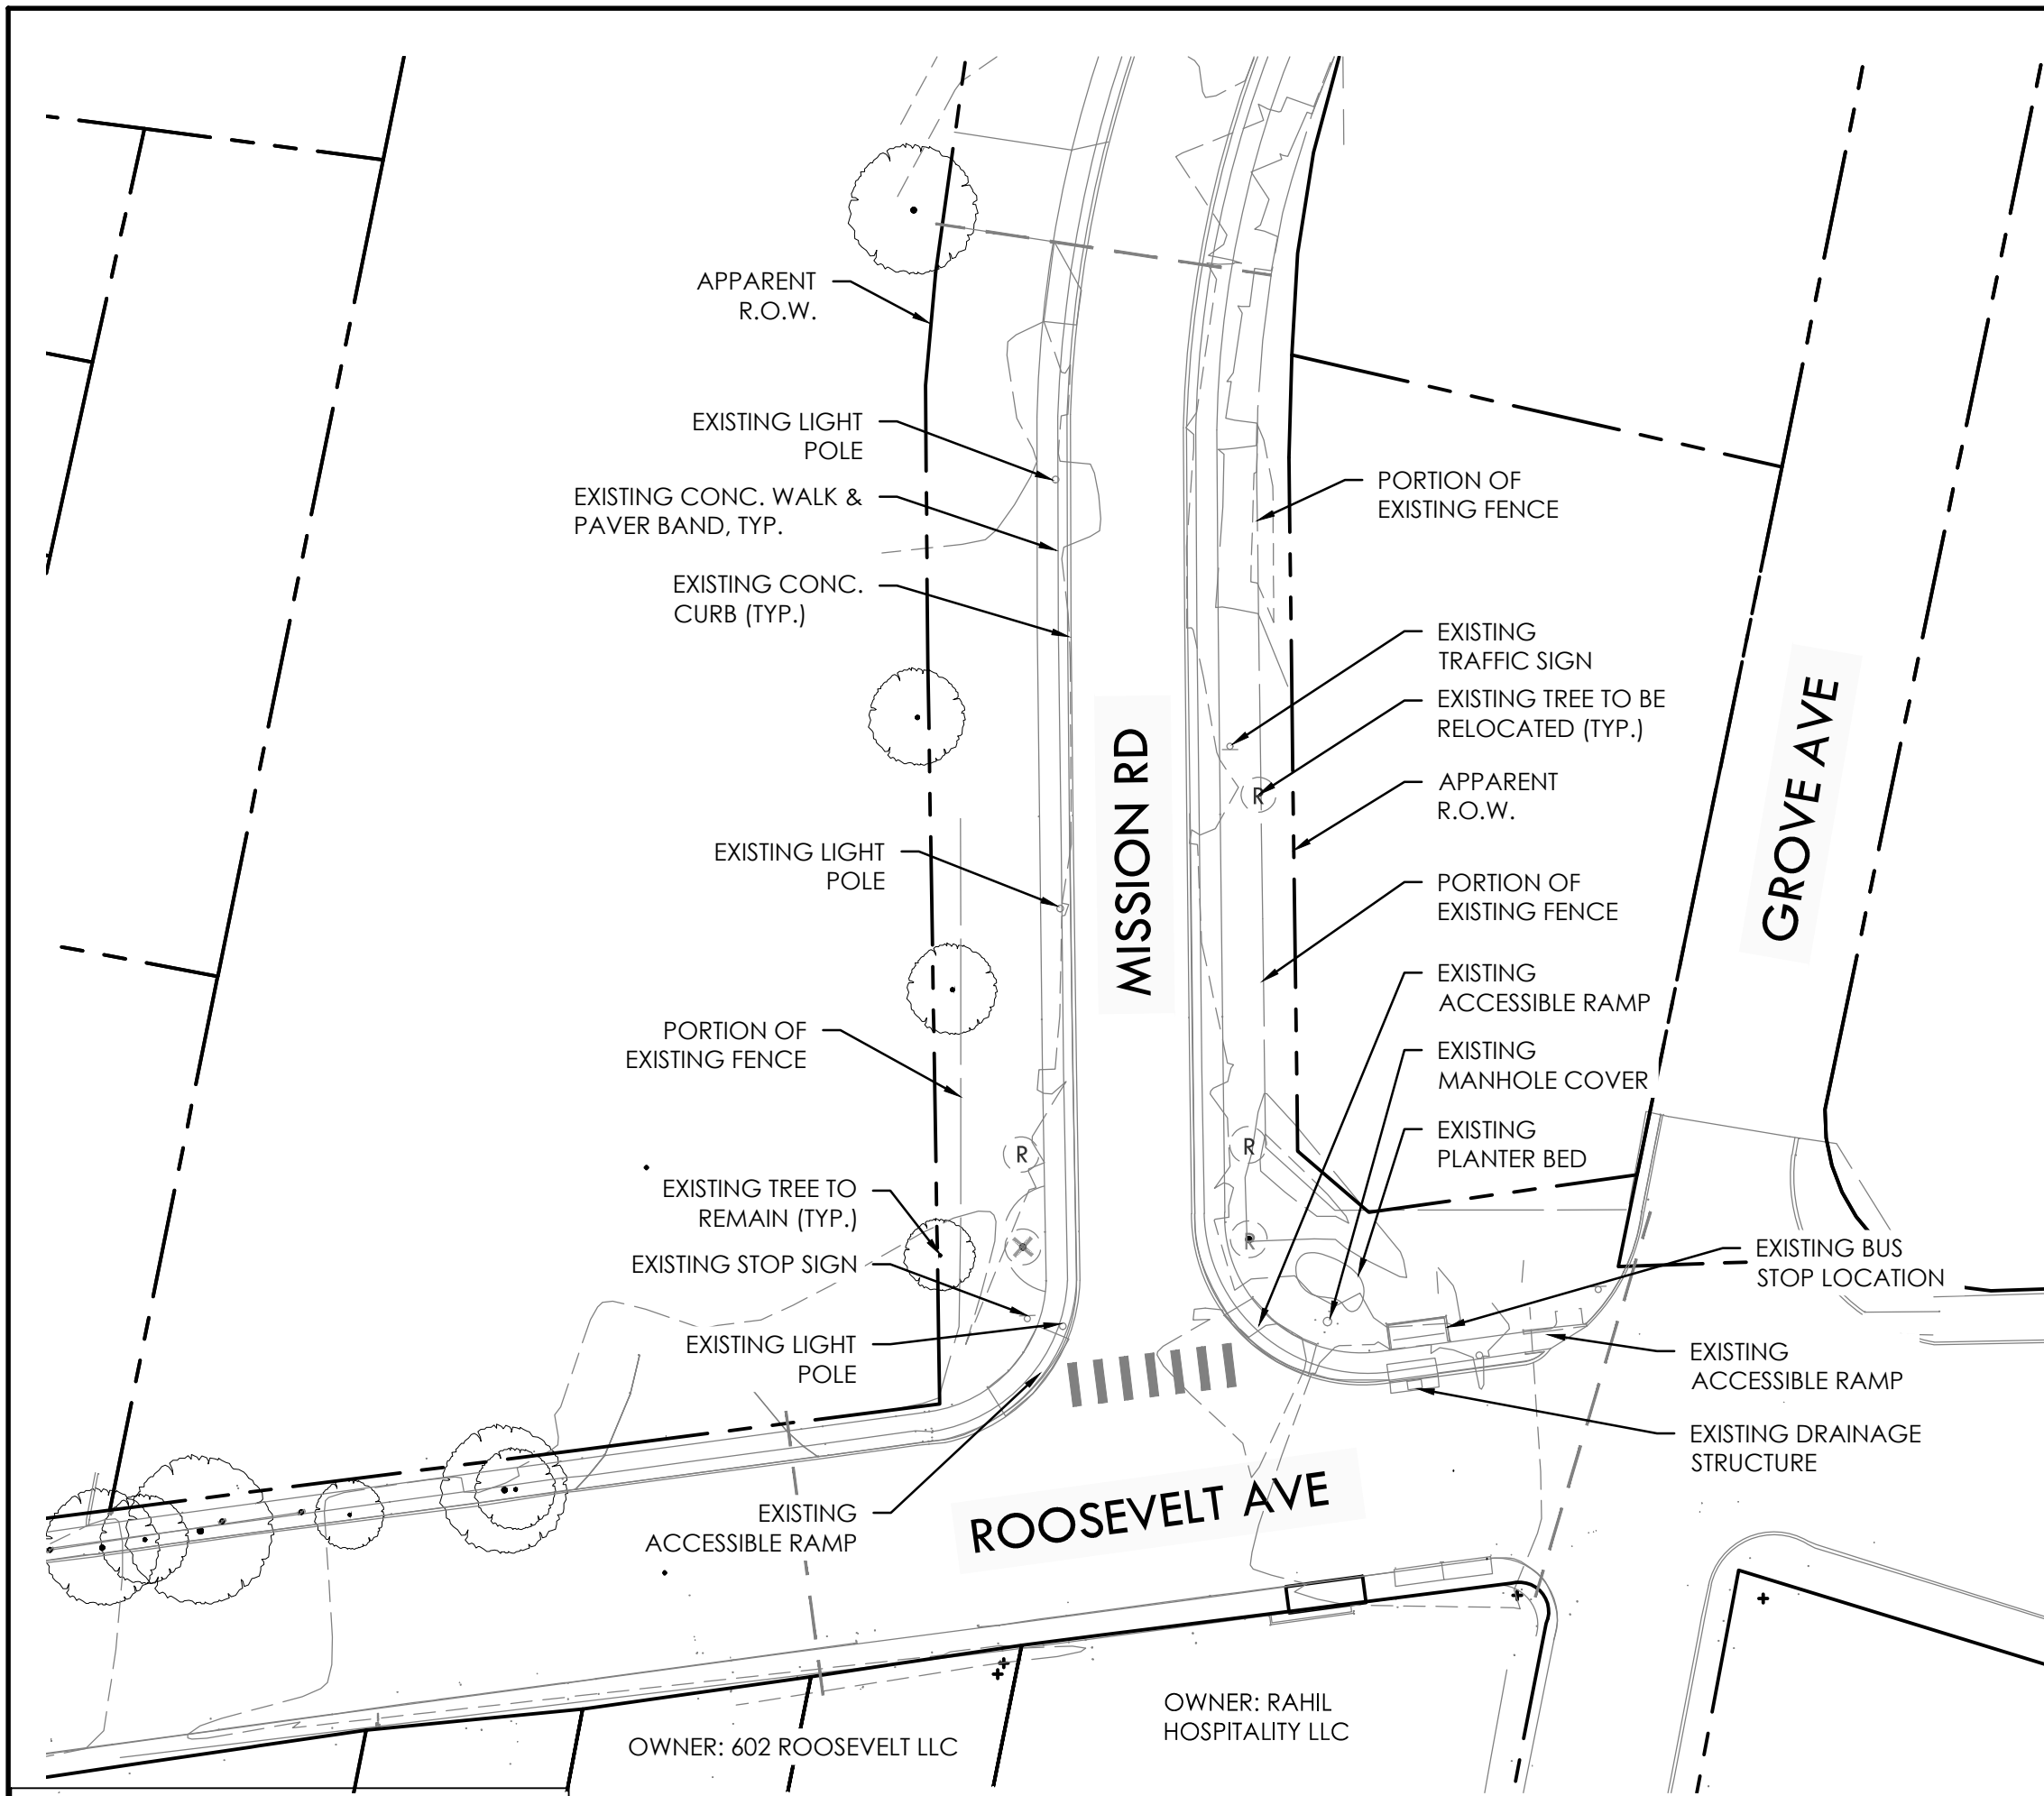 APPARENT
R.O.W.
EXISTING LIGHT
POLE
EXISTING CONC. WALK &
PAVER BAND, TYP.
EXISTING CONC.
CURB (TYP.)
EXISTING LIGHT
POLE
PORTION OF
EXISTING FENCE
EXISTING TREE TO
REMAIN (TYP.)
EXISTING STOP SIGN
EXISTING LIGHT
POLE
EXISTING
ACCESSIBLE RAMP
MISSION RD
ROOSEVELT AVE
GROVE AVE
PORTION OF
EXISTING FENCE
EXISTING
TRAFFIC SIGN
EXISTING TREE TO BE
RELOCATED (TYP.)
APPARENT
R.O.W.
PORTION OF
EXISTING FENCE
EXISTING
ACCESSIBLE RAMP
EXISTING
MANHOLE COVER
EXISTING
PLANTER BED
EXISTING BUS
STOP LOCATION
EXISTING
ACCESSIBLE RAMP
EXISTING DRAINAGE
STRUCTURE
R
R
R
R
OWNER: 602 ROOSEVELT LLC
OWNER: RAHIL
HOSPITALITY LLC